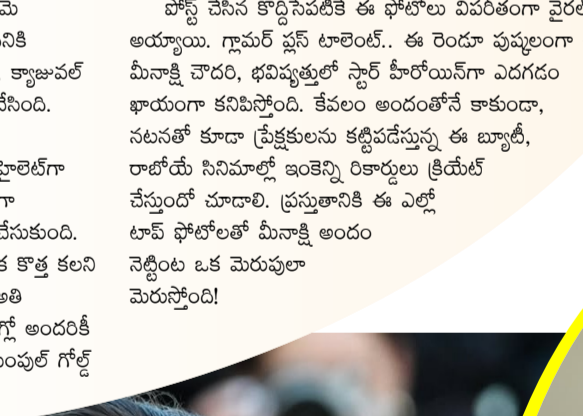 మె
నికి
క్యాజువల్
సింది.
హైలెట్‌గా
గా
చేసుకుంది.
క కొత్త కలని
అతి
గ్లో అందరికీ
ంపుల్ గోల్డ్
పోస్ట్ చేసిన కొద్దిసేపటికే ఈ ఫోటోలు విపరీతంగా వైరల్
అయ్యాయి. గ్లామర్ ప్లస్ టాలెంట్.. ఈ రెండూ పుష్కలంగా
మీనాక్షి చౌదరి, భవిష్యత్తులో స్టార్ హీరోయిన్‌గా ఎదగడం
ఖాయంగా కనిపిస్తోంది. కేవలం అందంతోనే కాకుండా,
నటనతో కూడా ప్రేక్షకులను కట్టిపడేస్తున్న ఈ బ్యూటీ,
రాబోయే సినిమాల్లో ఇంకెన్ని రికార్డులు క్రియేట్
చేస్తుందో చూడాలి. ప్రస్తుతానికి ఈ ఎల్లో
టాప్ ఫోటోలతో మీనాక్షి అందం
నెట్టింట ఒక మెరుపులా
మెరుస్తోంది!